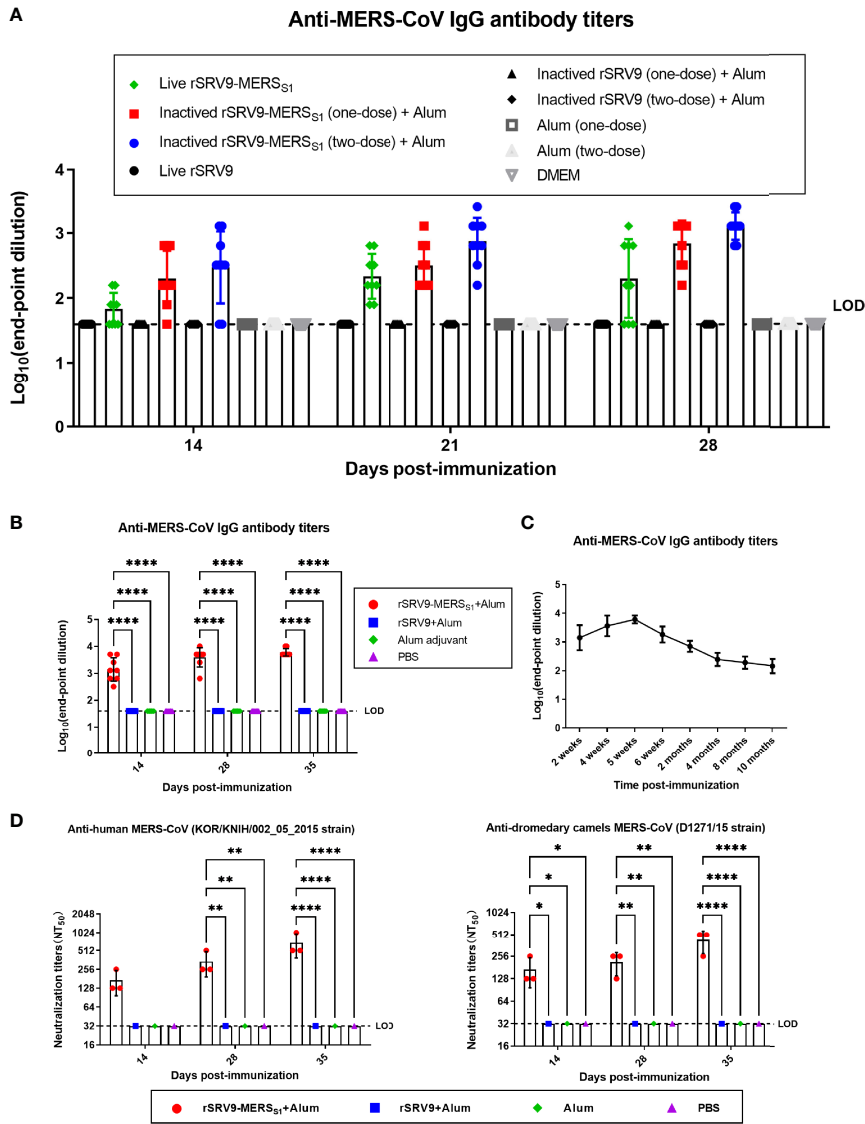 A
Anti-MERS-CoV IgG antibody titers
Live rSRV9-MERSS1
Inactived rSRV9-MERSS1 (one-dose) + Alum
Inactived rSRV9-MERSS1 (two-dose) + Alum
Live rSRV9
Inactived rSRV9 (one-dose) + Alum
Inactived rSRV9 (two-dose) + Alum
Alum (one-dose)
Alum (two-dose)
DMEM
Log10(end-point dilution)
4
3
2
1
0
LOD
14 21 28
Days post-immunization
B
Anti-MERS-CoV IgG antibody titers
**** **** ****
**** **** ****
**** **** ****
rSRV9-MERSS1+Alum
rSRV9+Alum
Alum adjuvant
PBS
Log10(end-point dilution)
5
4
3
2
1
0
LOD
14 28 35
Days post-immunization
C
Anti-MERS-CoV IgG antibody titers
Log10(end-point dilution)
5
4
3
2
1
0
2 weeks 4 weeks 5 weeks 6 weeks 2 months 4 months 8 months 10 months
Time post-immunization
D
Anti-human MERS-CoV (KOR/KNIH/002_05_2015 strain)
** ****
** ****
** ****
Neutralization titers (NT50)
2048
1024
512
256
128
64
32
16
LOD
14 28 35
Days post-immunization
Anti-dromedary camels MERS-CoV (D1271/15 strain)
* ** ****
* ** ****
* ** ****
Neutralization titers (NT50)
1024
512
256
128
64
32
16
LOD
14 28 35
Days post-immunization
rSRV9-MERSS1+Alum rSRV9+Alum Alum PBS